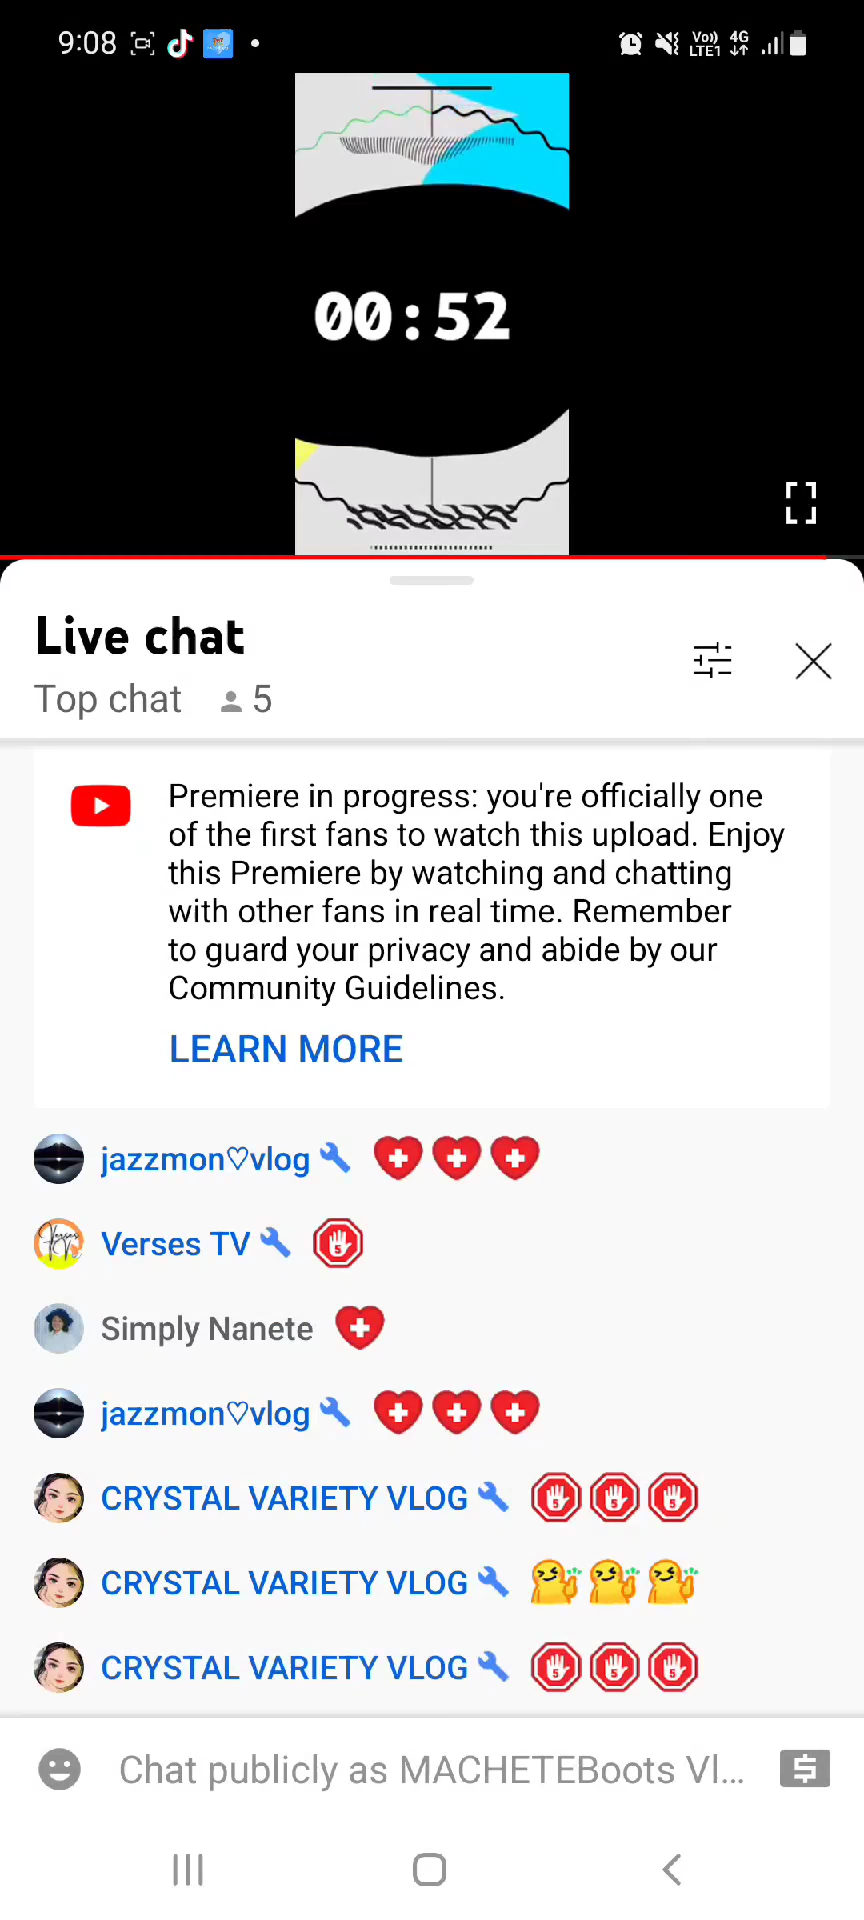 9:08
Vo)) 4G
LTE1
00:52
Live chat
Top chat 5
Premiere in progress: you're officially one
of the first fans to watch this upload. Enjoy
this Premiere by watching and chatting
with other fans in real time. Remember
to guard your privacy and abide by our
Community Guidelines.
LEARN MORE
jazzmon♡vlog
Verses TV
Simply Nanete
jazzmon♡vlog
CRYSTAL VARIETY VLOG
CRYSTAL VARIETY VLOG
CRYSTAL VARIETY VLOG
Chat publicly as MACHETEBoots Vl...